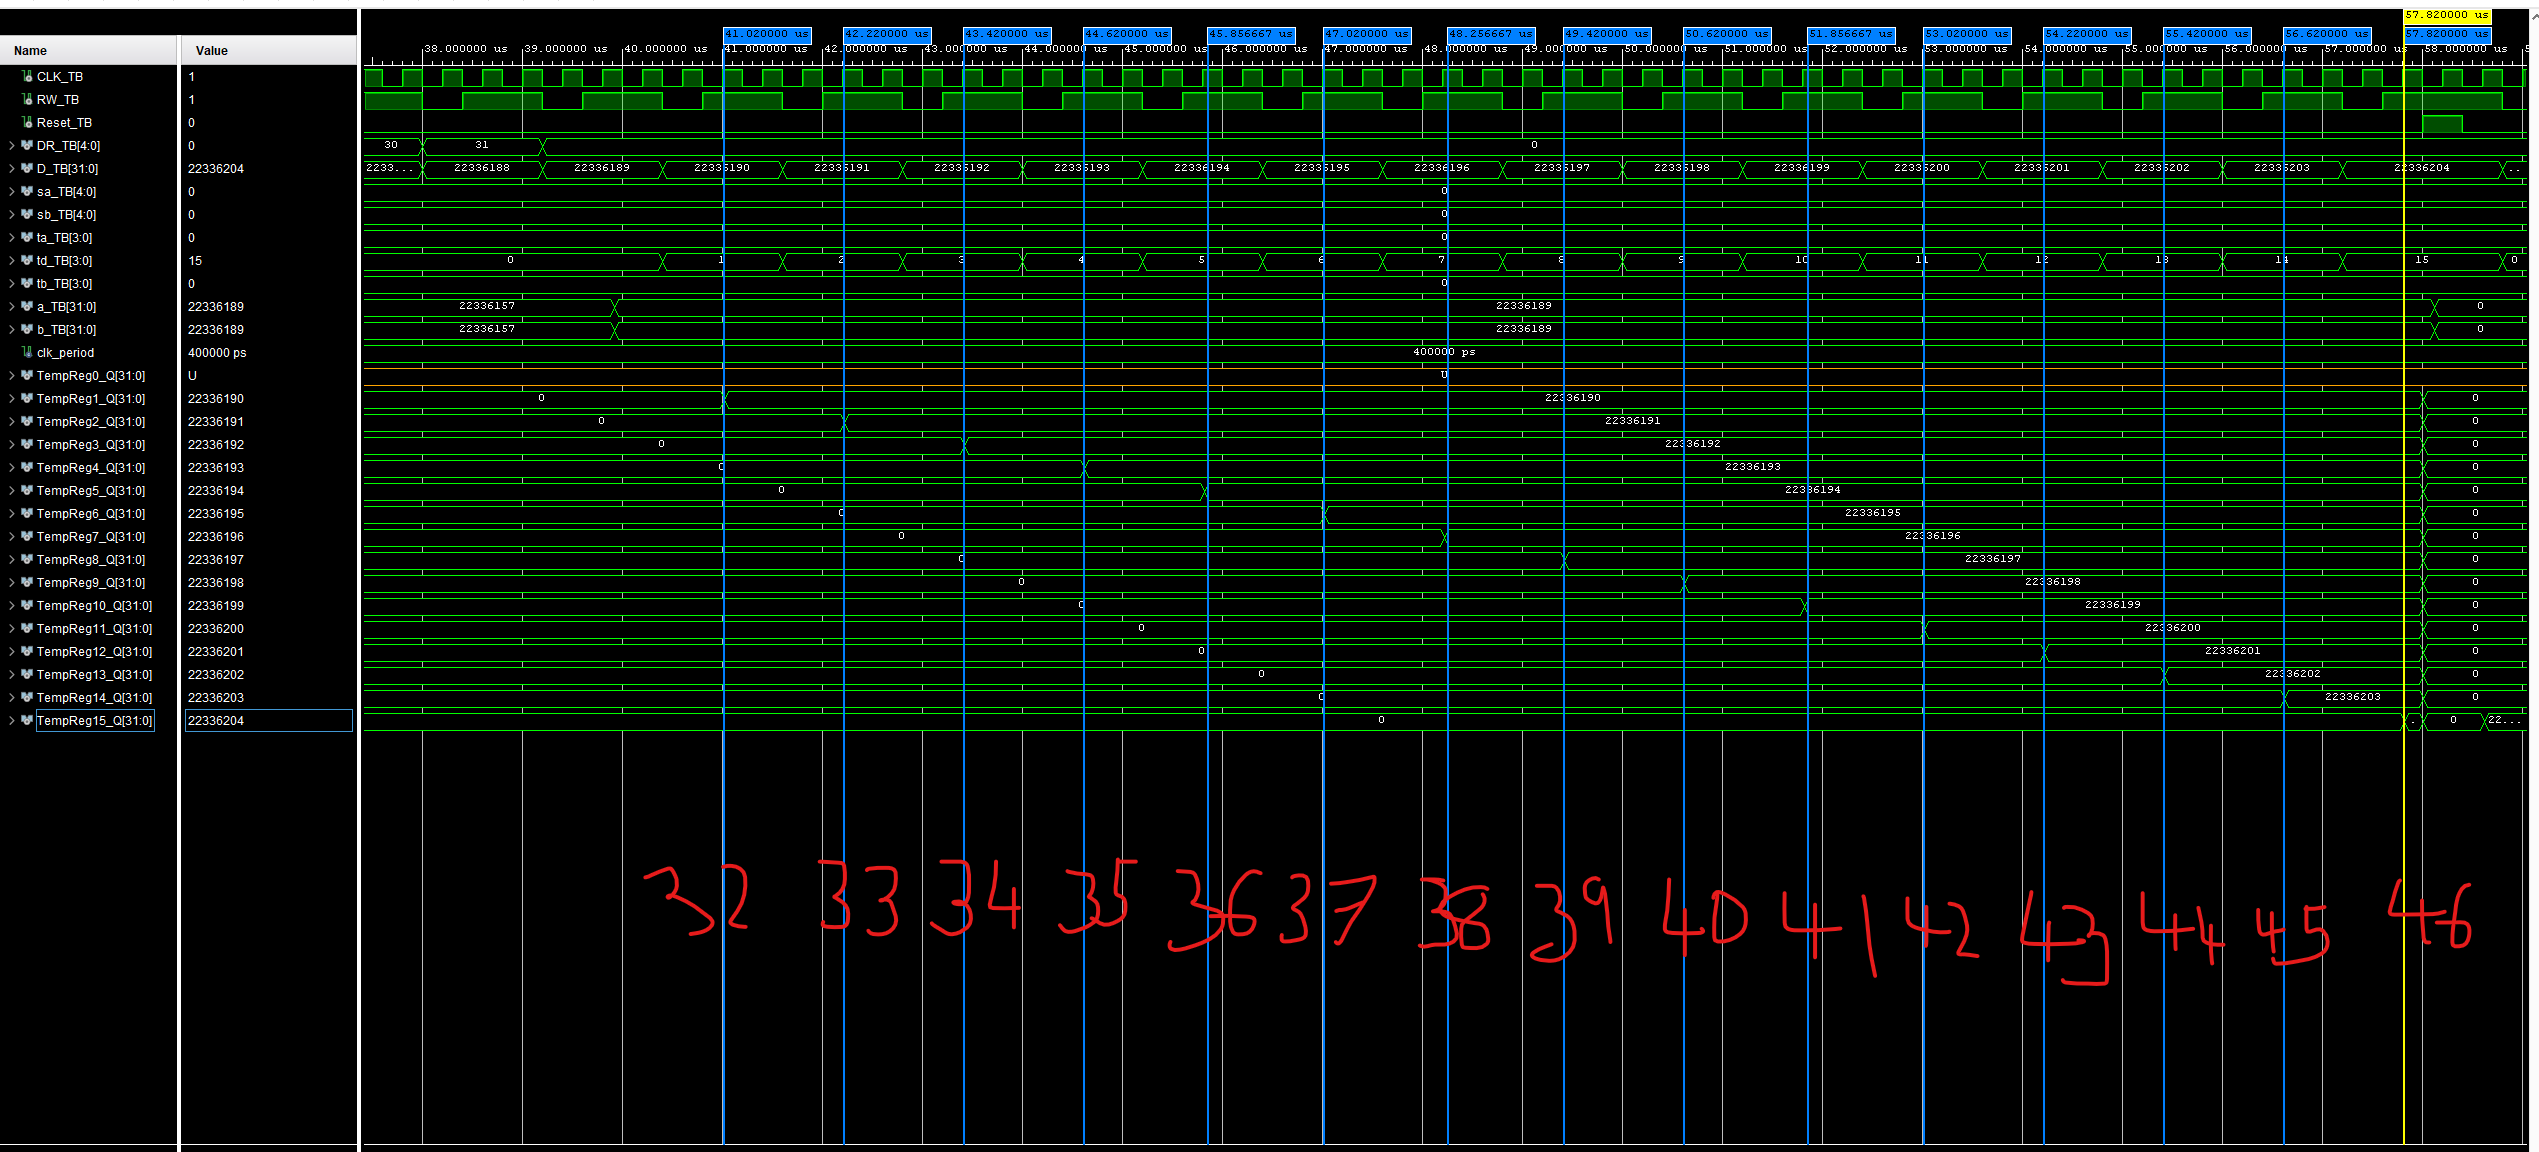 57.820000 us
41.020000 us 42.220000 us 43.420000 us 44.620000 us 45.856667 us 47.020000 us 48.256667 us 49.420000 us 50.620000 us 51.856667 us 53.020000 us 54.220000 us 55.420000 us 56.620000 us 57.820000 us
Name Value 38.000000 us 39.000000 us 40.000000 us 41.000000 us 42.000000 us 43.000000 us 44.000000 us 45.000000 us 46.000000 us 47.000000 us 48.000000 us 49.000000 us 50.000000 us 51.000000 us 52.000000 us 53.000000 us 54.000000 us 55.000000 us 56.000000 us 57.000000 us 58.000000 us
CLK_TB 1
RW_TB 1
Reset_TB 0
DR_TB[4:0] 0 30 31 0
D_TB[31:0] 22336204 2233... 22336188 22336189 22336190 22336191 22336192 22336193 22336194 22336195 22336196 22336197 22336198 22336199 22336200 22336201 22336202 22336203 22336204 ..
sa_TB[4:0] 0 0
sb_TB[4:0] 0 0
ta_TB[3:0] 0 0
td_TB[3:0] 15 0 1 2 3 4 5 6 7 8 9 10 11 12 13 14 15 0
tb_TB[3:0] 0 0
a_TB[31:0] 22336189 22336157 22336189 0
b_TB[31:0] 22336189 22336157 22336189 0
clk_period 400000 ps 400000 ps
TempReg0_Q[31:0] U U
TempReg1_Q[31:0] 22336190 0 22336190 0
TempReg2_Q[31:0] 22336191 0 22336191 0
TempReg3_Q[31:0] 22336192 0 22336192 0
TempReg4_Q[31:0] 22336193 0 22336193 0
TempReg5_Q[31:0] 22336194 0 22336194 0
TempReg6_Q[31:0] 22336195 0 22336195 0
TempReg7_Q[31:0] 22336196 0 22336196 0
TempReg8_Q[31:0] 22336197 0 22336197 0
TempReg9_Q[31:0] 22336198 0 22336198 0
TempReg10_Q[31:0] 22336199 0 22336199 0
TempReg11_Q[31:0] 22336200 0 22336200 0
TempReg12_Q[31:0] 22336201 0 22336201 0
TempReg13_Q[31:0] 22336202 0 22336202 0
TempReg14_Q[31:0] 22336203 0 22336203 0
TempReg15_Q[31:0] 22336204 0 . 0 22...
32 33 34 35 36 37 38 39 40 41 42 43 44 45 46